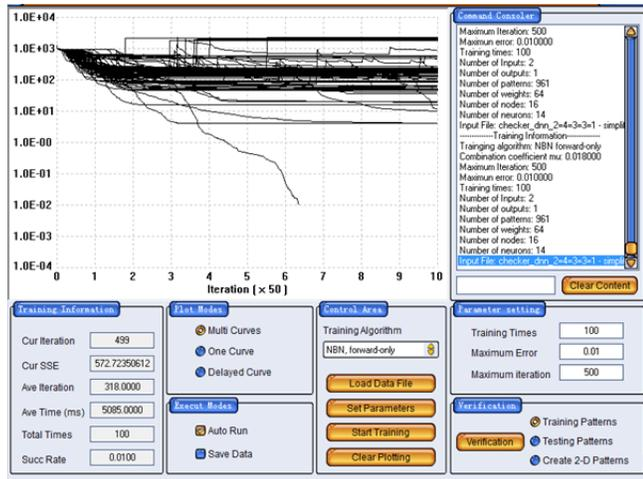 1.0E+04
1.0E+03
1.0E+02
1.0E+01
1.0E-00
1.0E-01
1.0E-02
1.0E-03
1.0E-04
0 1 2 3 4 5 6 7 8 9 10
Iteration ( x 50 )
Command Consoler
Maximum Iteration: 500
Maximun error: 0.010000
Training times: 100
Number of Inputs: 2
Number of outputs: 1
Number of patterns: 961
Number of weights: 64
Number of nodes: 16
Number of neurons: 14
Input File: checker_dnn_2=4=3=3=1 - simplif
--------------Training Information-----------
Trainging algorithm: NBN forward-only
Combination coefficient mu: 0.018000
Maximum Iteration: 500
Maximun error: 0.010000
Training times: 100
Number of Inputs: 2
Number of outputs: 1
Number of patterns: 961
Number of weights: 64
Number of nodes: 16
Number of neurons: 14
Input File: checker_dnn_2=4=3=3=1 - simplif
Clear Content
Training Information
Cur Iteration 499
Cur SSE 572.72350612
Ave Iteration 318.0000
Ave Time (ms) 5085.0000
Total Times 100
Succ Rate 0.0100
Plot Modes
Multi Curves
One Curve
Delayed Curve
Execut Modes
Auto Run
Save Data
Control Area
Training Algorithm
NBN, forward-only
Load Data File
Set Parameters
Start Training
Clear Plotting
Parameter setting
Training Times 100
Maximum Error 0.01
Maximum iteration 500
Verification
Verification
Training Patterns
Testing Patterns
Create 2-D Patterns